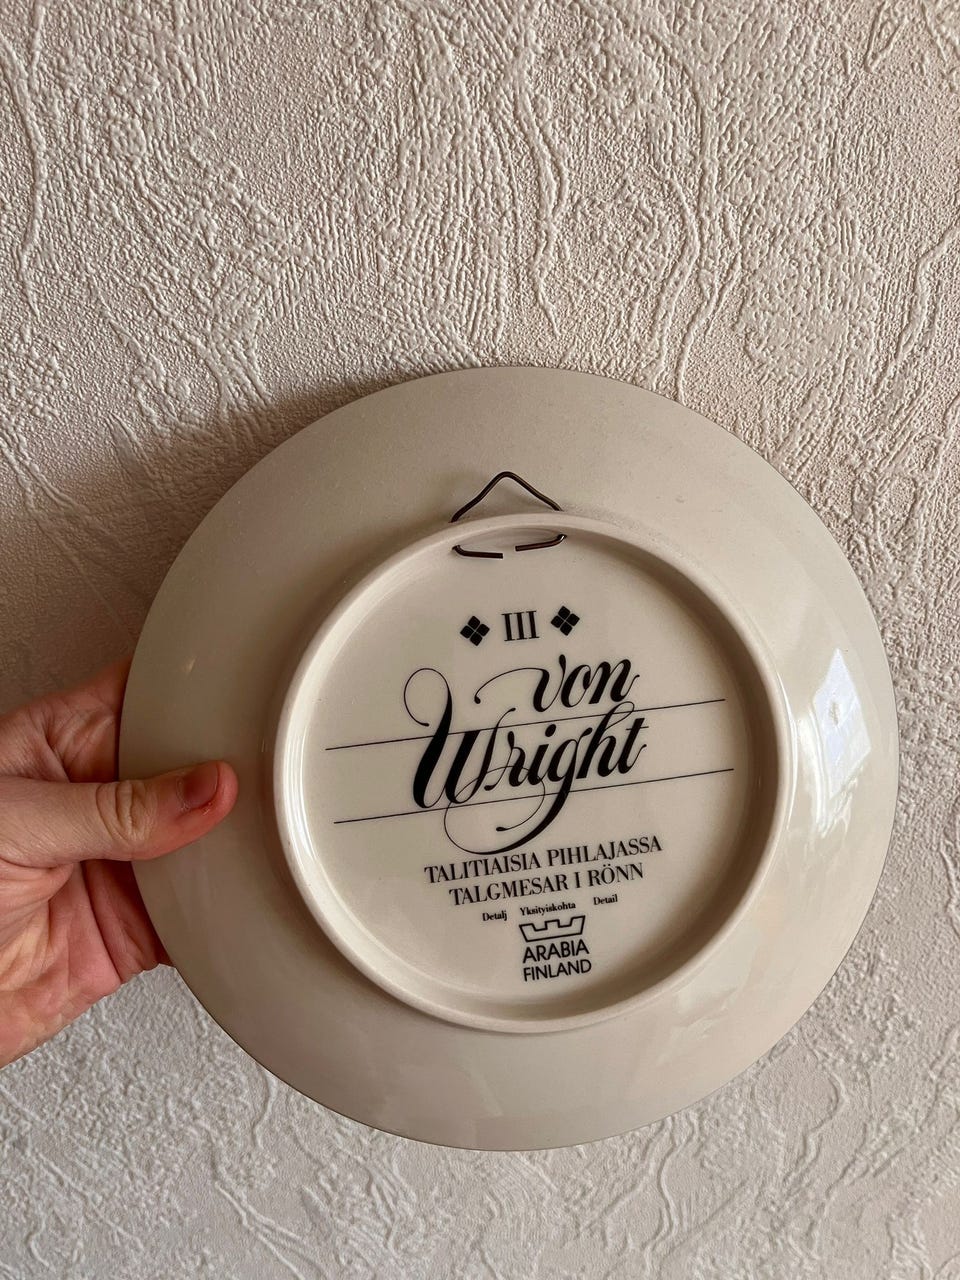 III
von
Wright
TALITIAISIA PIHLAJASSA
TALGMESAR I RÖNN
Detalj Yksityiskohta Detail
ARABIA
FINLAND